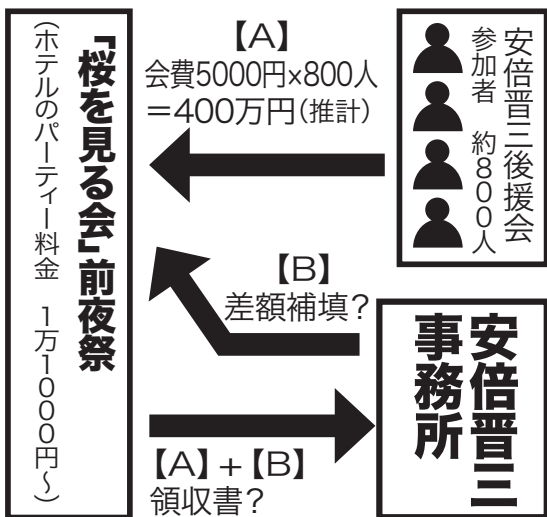 【A】
会費5000円×800人
＝400万円(推計)
安倍晋三後援会
参加者 約800人
「桜を見る会」前夜祭
(ホテルのパーティー料金 1万1000円〜)
【B】
差額補填?
安倍晋三
事務所
【A】+【B】
領収書?